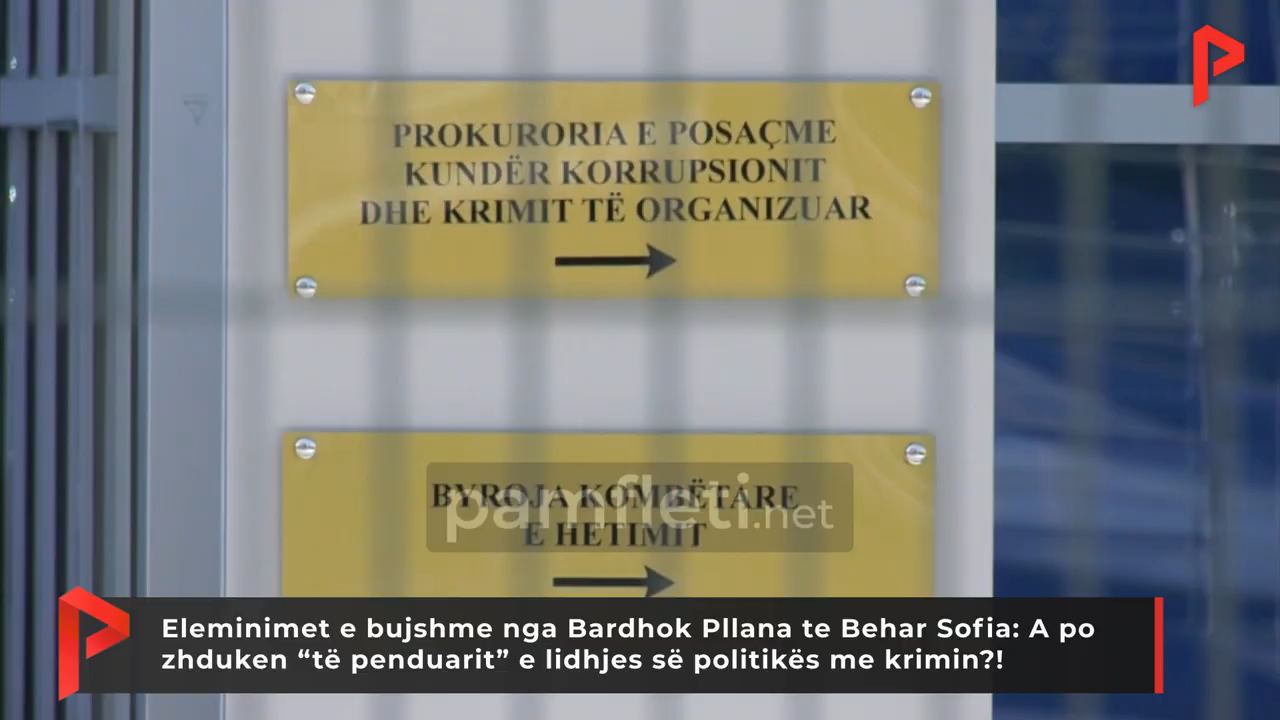 PROKURORIA E POSAÇME
KUNDËR KORRUPSIONIT
DHE KRIMIT TË ORGANIZUAR
BYROJA KOMBËTARE
E HETIMIT
pamfleti.net
Eleminimet e bujshme nga Bardhok Pllana te Behar Sofia: A po
zhduken “të penduarit” e lidhjes së politikës me krimin?!